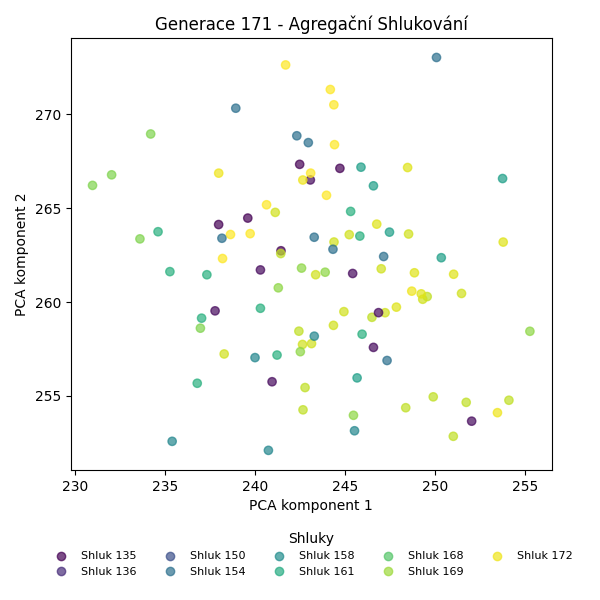 Generace 171 - Agregační Shlukování
270
265
260
255
PCA komponent 2
230 235 240 245 250 255
PCA komponent 1
Shluky
Shluk 135 Shluk 150 Shluk 158 Shluk 168 Shluk 172
Shluk 136 Shluk 154 Shluk 161 Shluk 169